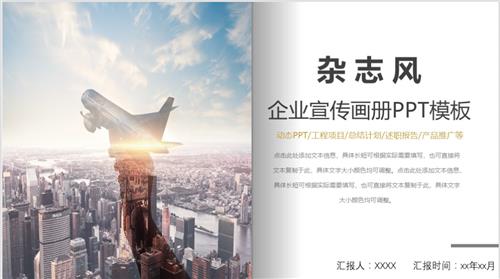 杂志风
企业宣传画册PPT模板
动态PPT/工程项目/总结计划/述职报告/产品推广等
点击此处添加文本信息，具体长短可根据实际需要填写，也可直接将
文本复制于此，具体文字大小颜色均可调整。点击此处添加文本信息，
具体长短可根据实际需要填写，也可直接将文本复制于此，具体文字
大小颜色均可调整。
汇报人：XXXX 汇报时间：xx年xx月